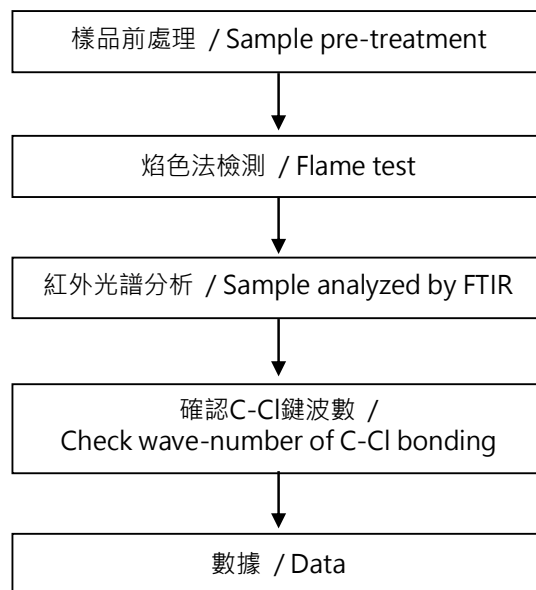 樣品前處理 / Sample pre-treatment
焰色法檢測 / Flame test
紅外光譜分析 / Sample analyzed by FTIR
確認C-Cl鍵波數 /
Check wave-number of C-Cl bonding
數據 / Data